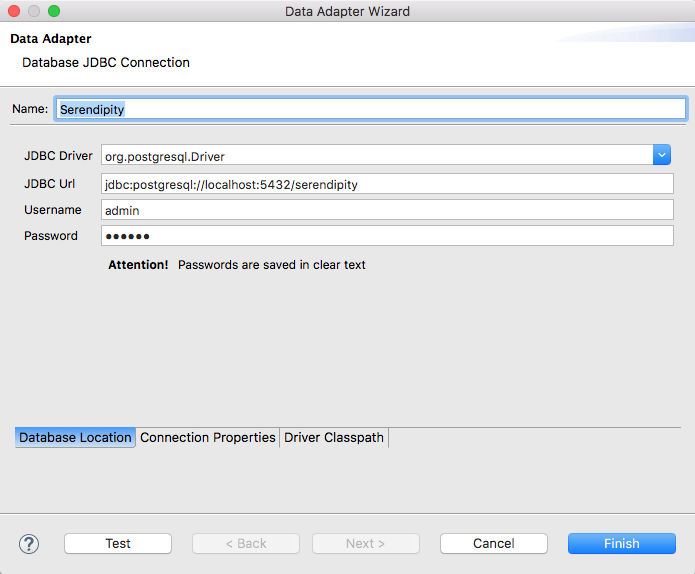 Data Adapter Wizard
Data Adapter
Database JDBC Connection
Name: Serendipity
JDBC Driver org.postgresql.Driver
JDBC Url jdbc:postgresql://localhost:5432/serendipity
Username admin
Password ●●●●●●
Attention! Passwords are saved in clear text
Database Location Connection Properties Driver Classpath
? Test < Back Next > Cancel Finish